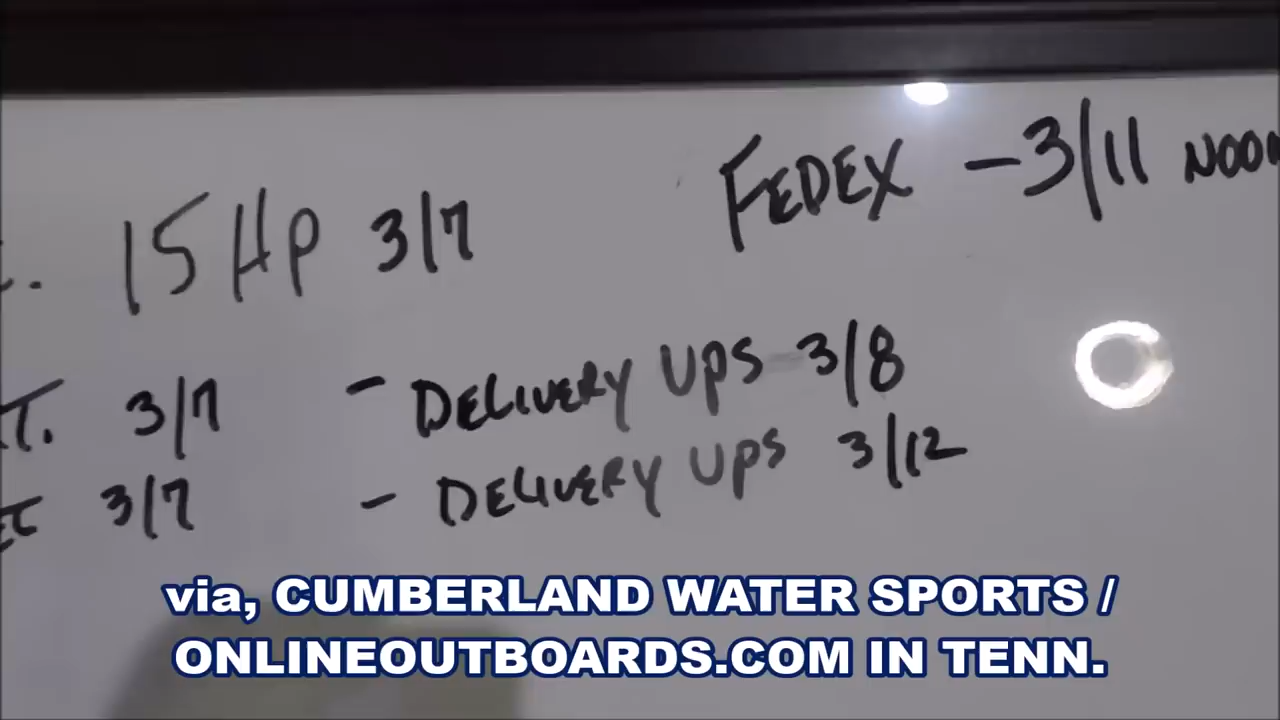 15 HP 3/7 FEDEX - 3/11
T. 3/7 - DELIVERY UPS 3/8
3/7 - DELIVERY UPS 3/12
via, CUMBERLAND WATER SPORTS /
ONLINEOUTBOARDS.COM IN TENN.